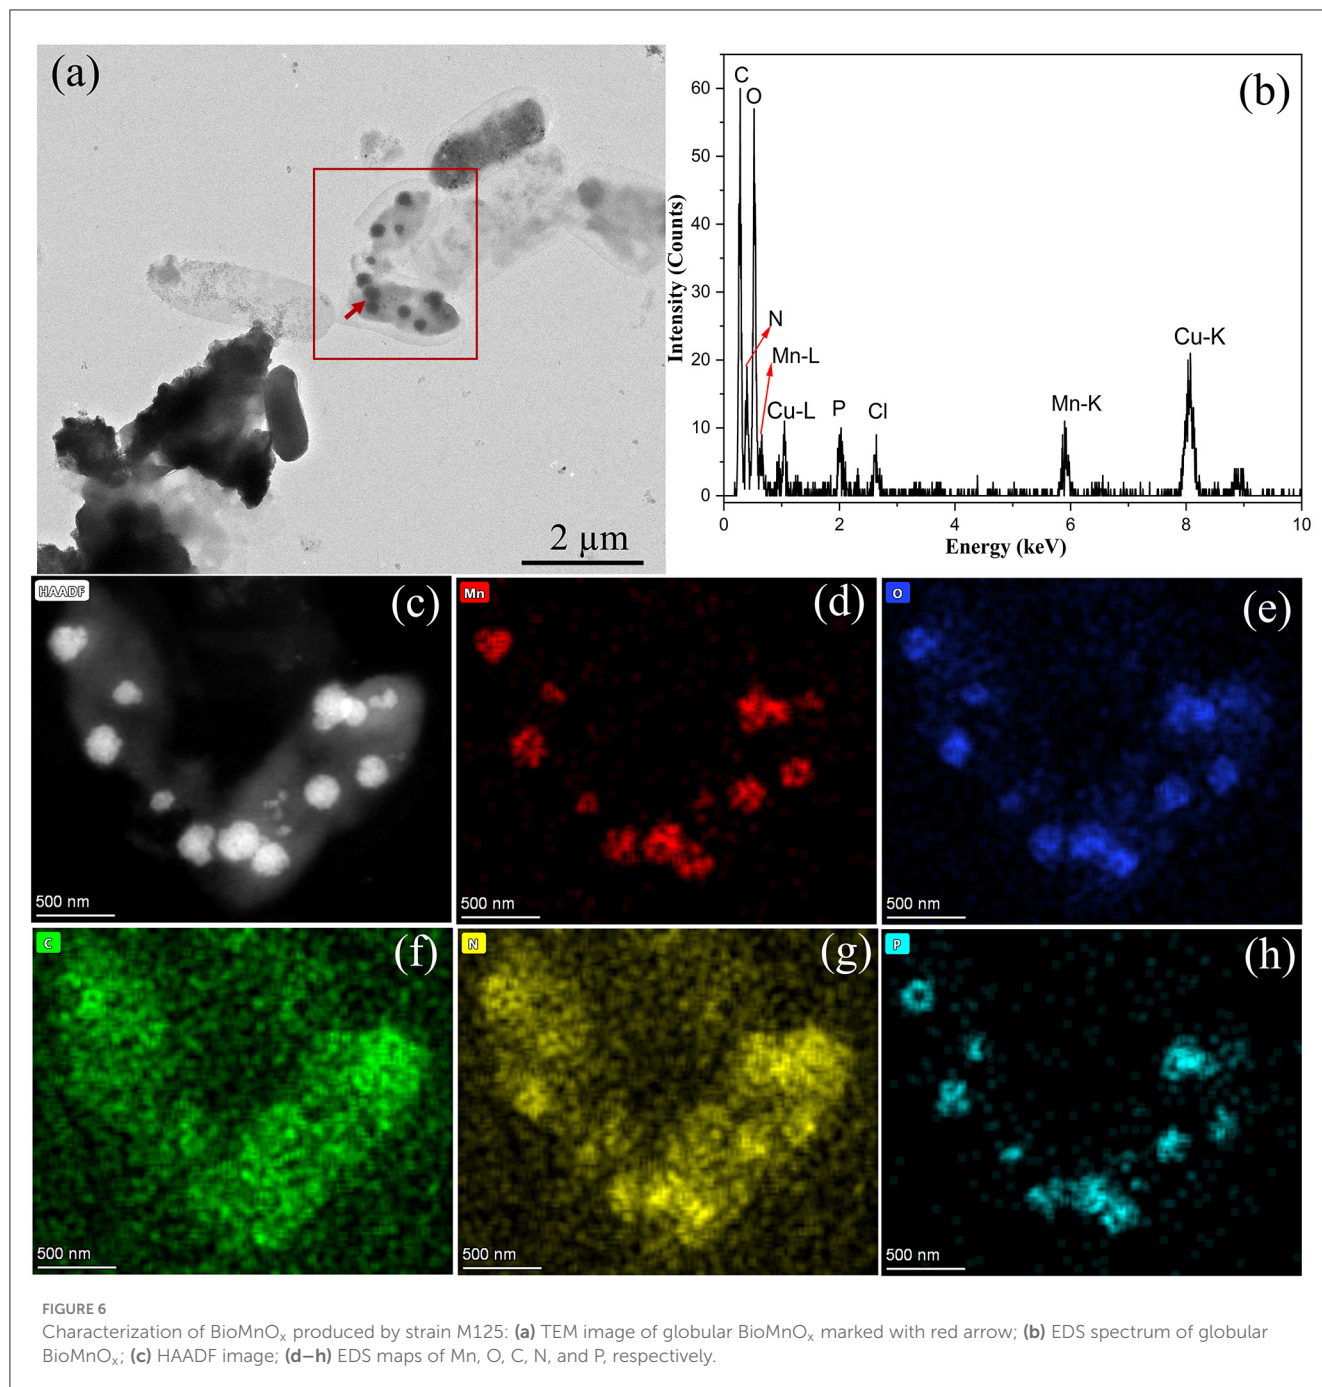 (a)
2 μm
(b)
Intensity (Counts)
60
50
40
30
20
10
0
C
O
N
Mn-L
Cu-L
P
Cl
Mn-K
Cu-K
0 2 4 6 8 10
Energy (keV)
HAADF
(c)
500 nm
Mn
(d)
500 nm
O
(e)
500 nm
C
(f)
500 nm
N
(g)
500 nm
P
(h)
500 nm
FIGURE 6
Characterization of BioMnOx produced by strain M125: (a) TEM image of globular BioMnOx marked with red arrow; (b) EDS spectrum of globular
BioMnOx; (c) HAADF image; (d–h) EDS maps of Mn, O, C, N, and P, respectively.